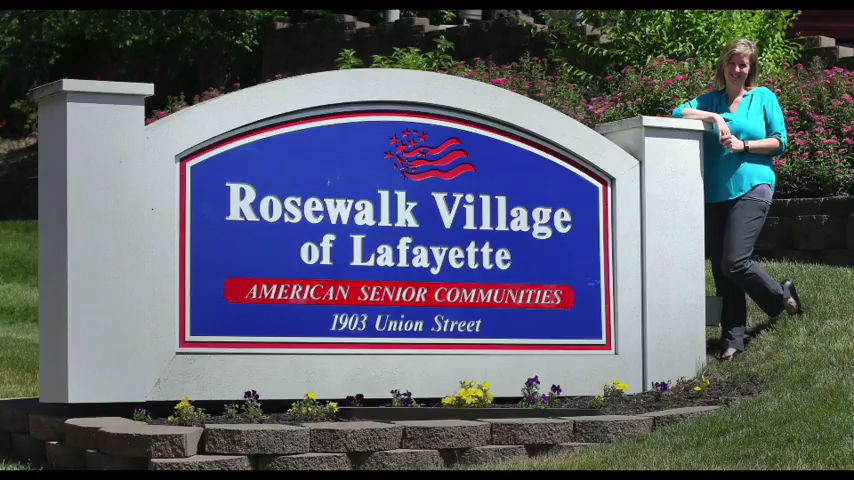 Rosewalk Village
of Lafayette
AMERICAN SENIOR COMMUNITIES
1903 Union Street